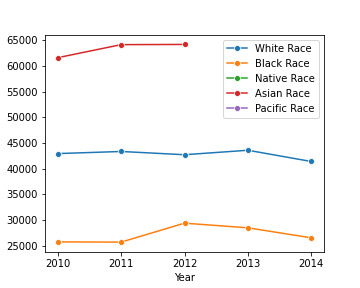 65000
60000
55000
50000
45000
40000
35000
30000
25000
White Race
Black Race
Native Race
Asian Race
Pacific Race
2010 2011 2012 2013 2014
Year